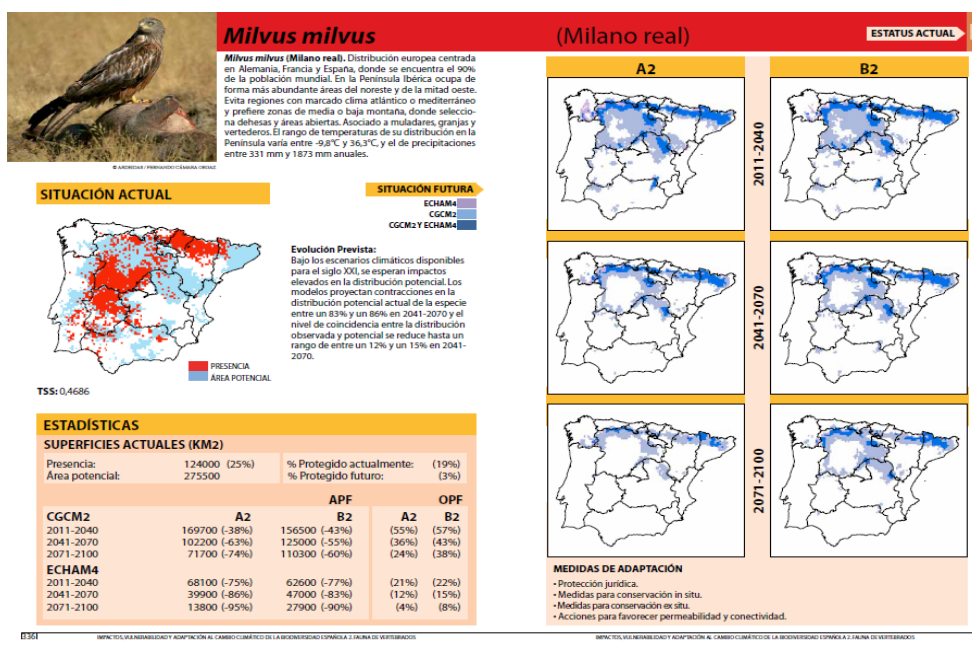 Milvus milvus (Milano real)
ESTATUS ACTUAL
Milvus milvus (Milano real). Distribución europea centrada
en Alemania, Francia y España, donde se encuentra el 90%
de la población mundial. En la Península Ibérica ocupa de
forma más abundante áreas del noreste y de la mitad oeste.
Evita regiones con marcado clima atlántico o mediterráneo
y prefiere zonas de media o baja montaña, donde seleccio-
na dehesas y áreas abiertas. Asociado a muladares, granjas y
vertederos. El rango de temperaturas de su distribución en la
Península varía entre -9,8ºC y 36,3ºC, y el de precipitaciones
entre 331 mm y 1873 mm anuales.
© ARDEIDAS / FERNANDO CÁMARA OROAZ
SITUACIÓN ACTUAL
PRESENCIA
ÁREA POTENCIAL
TSS: 0,4686
SITUACIÓN FUTURA
ECHAM4
CGCM2
CGCM2 Y ECHAM4
Evolución Prevista:
Bajo los escenarios climáticos disponibles
para el siglo XXI, se esperan impactos
elevados en la distribución potencial. Los
modelos proyectan contracciones en la
distribución potencial actual de la especie
entre un 83% y un 86% en 2041-2070 y el
nivel de coincidencia entre la distribución
observada y potencial se reduce hasta un
rango de entre un 12% y un 15% en 2041-
2070.
ESTADÍSTICAS
SUPERFICIES ACTUALES (KM2)
Presencia: 124000 (25%) % Protegido actualmente: (19%)
Área potencial: 275500 % Protegido futuro: (3%)
APF OPF
CGCM2 A2 B2 A2 B2
2011-2040 169700 (-38%) 156500 (-43%) (55%) (57%)
2041-2070 102200 (-63%) 125000 (-55%) (36%) (43%)
2071-2100 71700 (-74%) 110300 (-60%) (24%) (38%)
ECHAM4
2011-2040 68100 (-75%) 62600 (-77%) (21%) (22%)
2041-2070 39900 (-86%) 47000 (-83%) (12%) (15%)
2071-2100 13800 (-95%) 27900 (-90%) (4%) (8%)
A2 B2
2011-2040
2041-2070
2071-2100
MEDIDAS DE ADAPTACIÓN
• Protección jurídica.
• Medidas para conservación in situ.
• Medidas para conservación ex situ.
• Acciones para favorecer permeabilidad y conectividad.
336 IMPACTOS, VULNERABILIDAD Y ADAPTACIÓN AL CAMBIO CLIMÁTICO DE LA BIODIVERSIDAD ESPAÑOLA 2. FAUNA DE VERTEBRADOS
IMPACTOS, VULNERABILIDAD Y ADAPTACIÓN AL CAMBIO CLIMÁTICO DE LA BIODIVERSIDAD ESPAÑOLA 2. FAUNA DE VERTEBRADOS